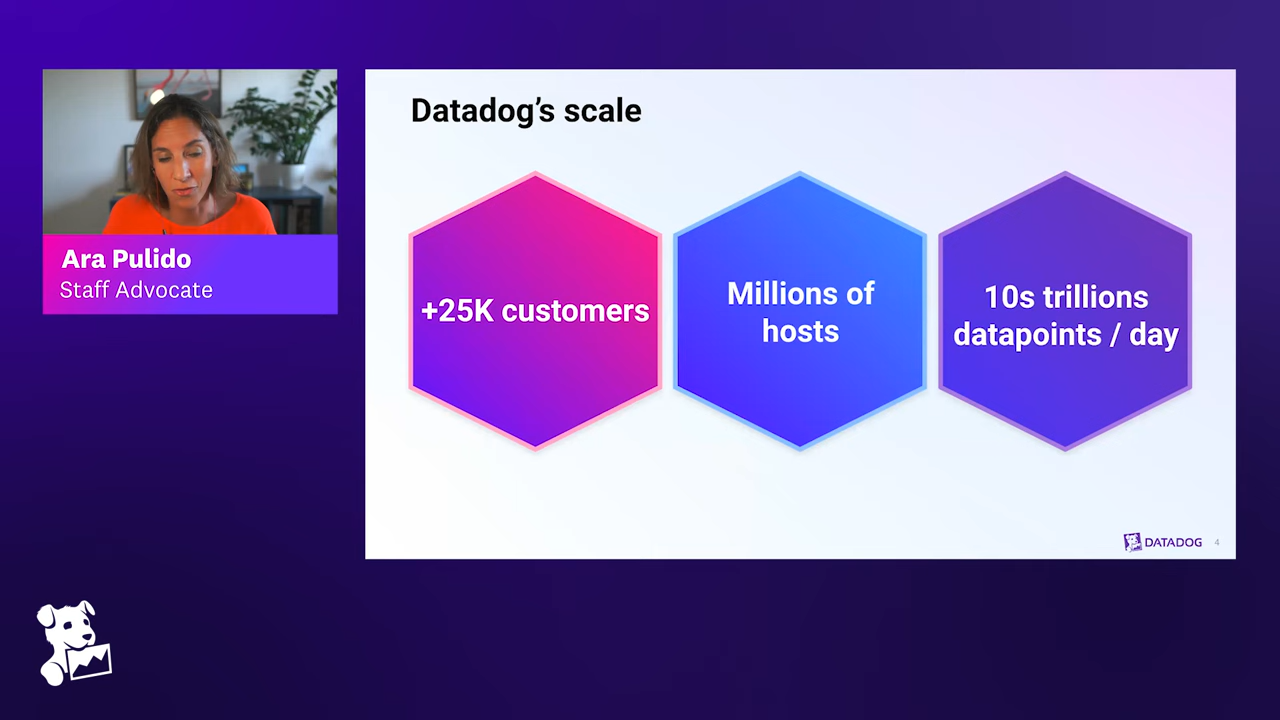 Ara Pulido
Staff Advocate
Datadog’s scale
+25K customers
Millions of
hosts
10s trillions
datapoints / day
DATADOG
4